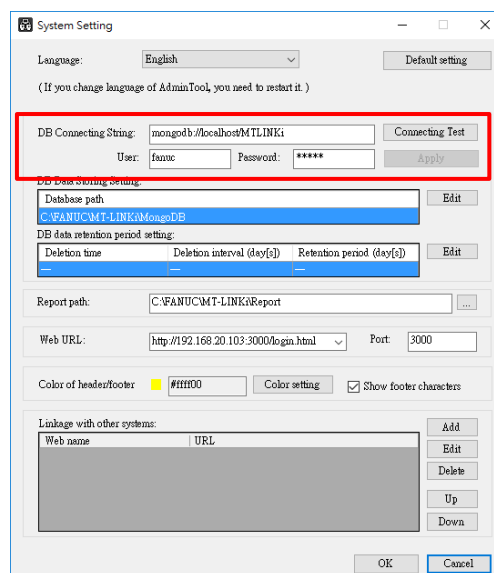 System Setting
Language: English Default setting
( If you change language of AdminTool, you need to restart it. )
DB Connecting String: mongodb://localhost/MTLINKi Connecting Test
User: fanuc Password: ***** Apply
DB Data Storing Setting:
Database path Edit
C:\FANUC\MT-LINKi\MongoDB
DB data retention period setting:
Deletion time Deletion interval (day[s]) Retention period (day[s]) Edit
— — —
Report path: C:\FANUC\MT-LINKi\Report ...
Web URL: http://192.168.20.103:3000/login.html Port: 3000
Color of header/footer #ffff00 Color setting Show footer characters
Linkage with other systems:
Web name URL Add
Edit
Delete
Up
Down
OK Cancel